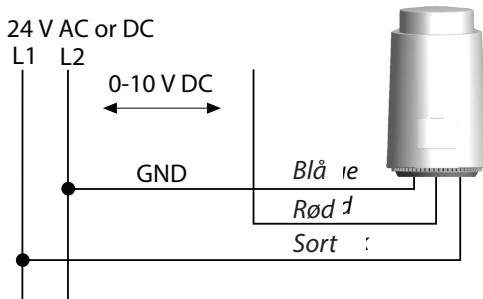 24 V AC or DC
L1 L2
0-10 V DC
GND
Blå
Rød
Sort